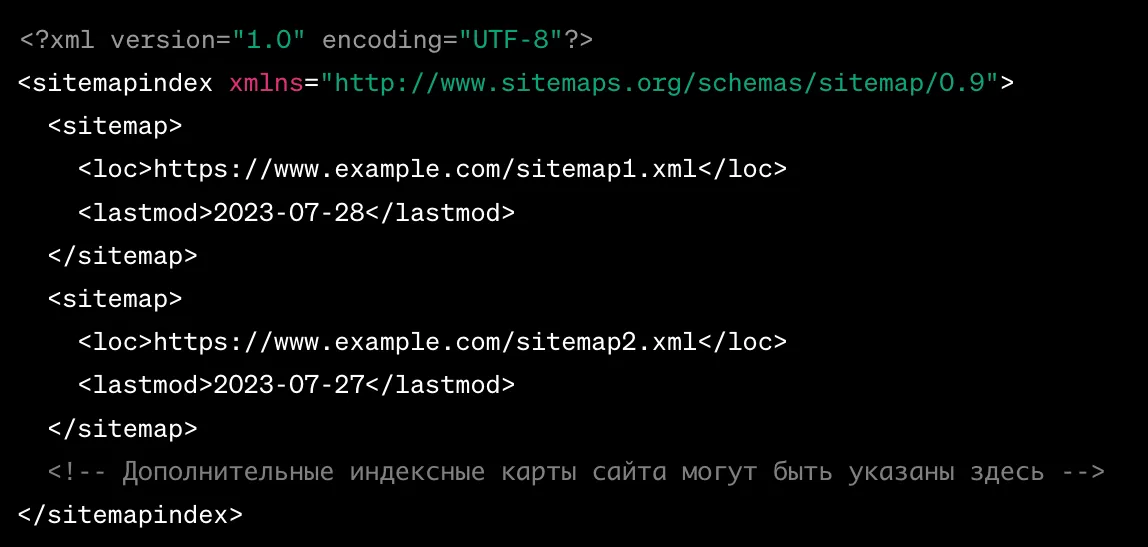 <?xml version="1.0" encoding="UTF-8"?>
<sitemapindex xmlns="http://www.sitemaps.org/schemas/sitemap/0.9">
  <sitemap>
    <loc>https://www.example.com/sitemap1.xml</loc>
    <lastmod>2023-07-28</lastmod>
  </sitemap>
  <sitemap>
    <loc>https://www.example.com/sitemap2.xml</loc>
    <lastmod>2023-07-27</lastmod>
  </sitemap>
  <!-- Дополнительные индексные карты сайта могут быть указаны здесь -->
</sitemapindex>